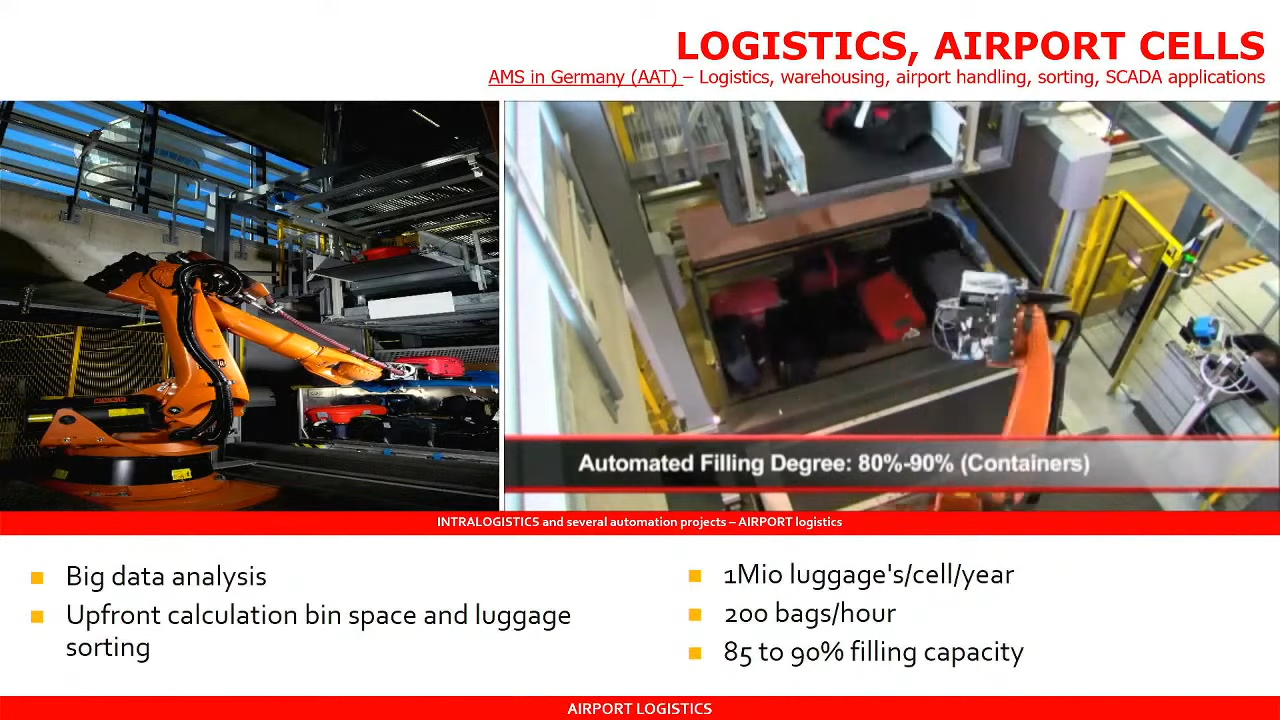 LOGISTICS, AIRPORT CELLS
AMS in Germany (AAT) – Logistics, warehousing, airport handling, sorting, SCADA applications
Automated Filling Degree: 80%-90% (Containers)
INTRALOGISTICS and several automation projects – AIRPORT logistics
Big data analysis
Upfront calculation bin space and luggage
sorting
1Mio luggage's/cell/year
200 bags/hour
85 to 90% filling capacity
AIRPORT LOGISTICS